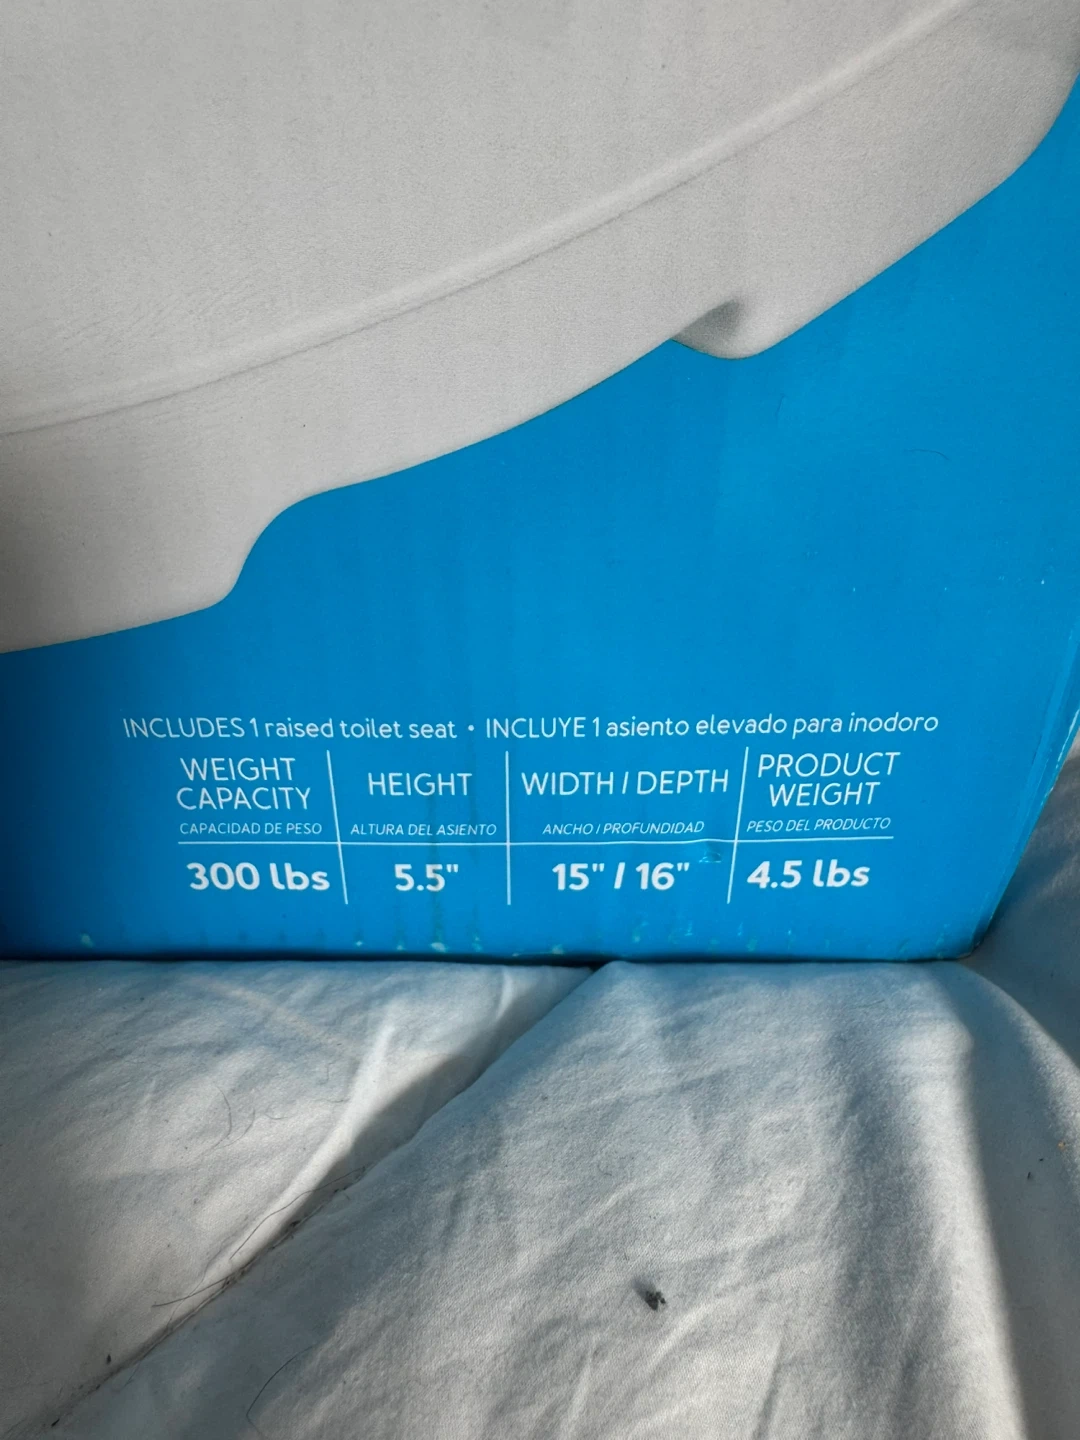 INCLUDES 1 raised toilet seat • INCLUYE 1 asiento elevado para inodoro
WEIGHT CAPACITY
CAPACIDAD DE PESO
300 lbs
HEIGHT
ALTURA DEL ASIENTO
5.5"
WIDTH / DEPTH
ANCHO / PROFUNDIDAD
15" / 16"
PRODUCT WEIGHT
PESO DEL PRODUCTO
4.5 lbs